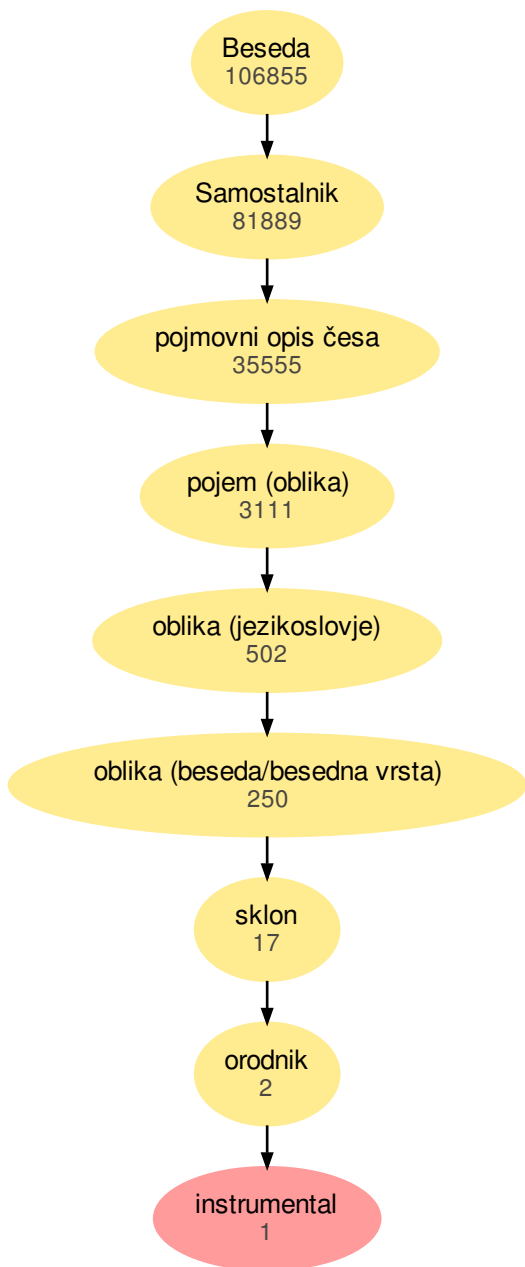 Beseda
106855
Samostalnik
81889
pojmovni opis česa
35555
pojem (oblika)
3111
oblika (jezikoslovje)
502
oblika (beseda/besedna vrsta)
250
sklon
17
orodnik
2
instrumental
1